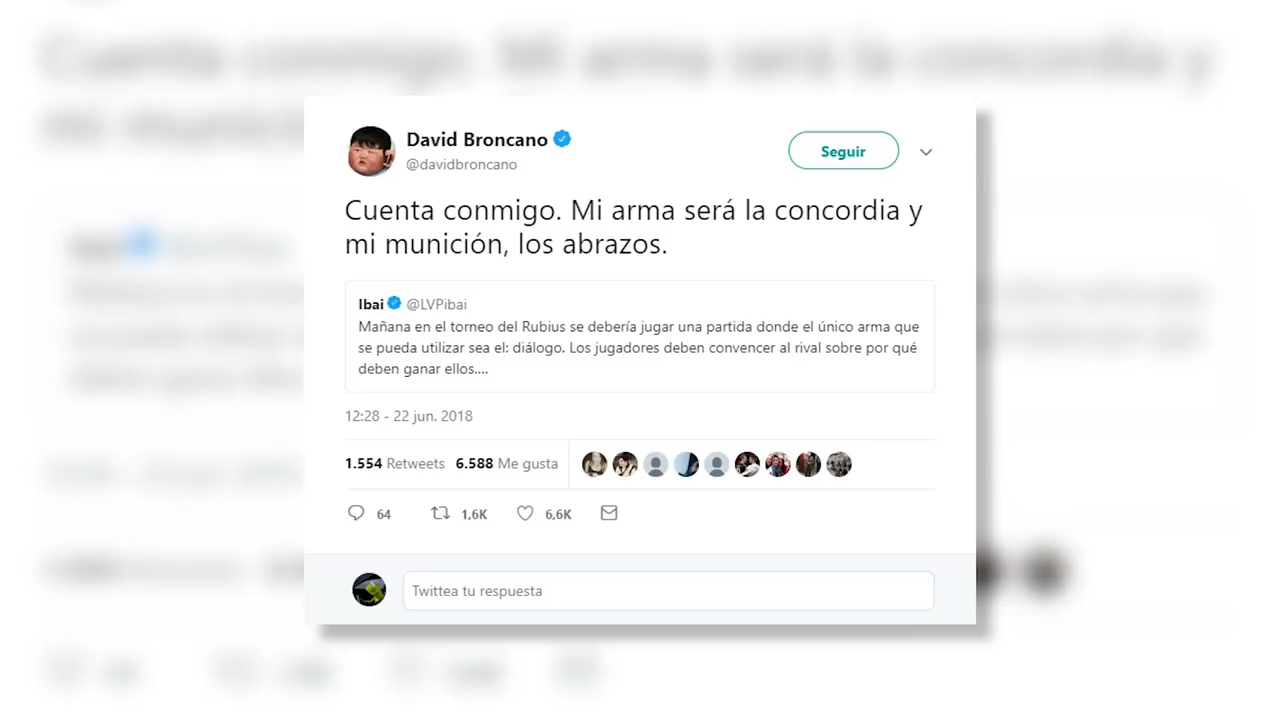 David Broncano
@davidbroncano
Seguir
Cuenta conmigo. Mi arma será la concordia y
mi munición, los abrazos.
Ibai @LVPibai
Mañana en el torneo del Rubius se debería jugar una partida donde el único arma que
se pueda utilizar sea el: diálogo. Los jugadores deben convencer al rival sobre por qué
deben ganar ellos....
12:28 - 22 jun. 2018
1.554 Retweets 6.588 Me gusta
64 1,6K 6,6K
Twittea tu respuesta